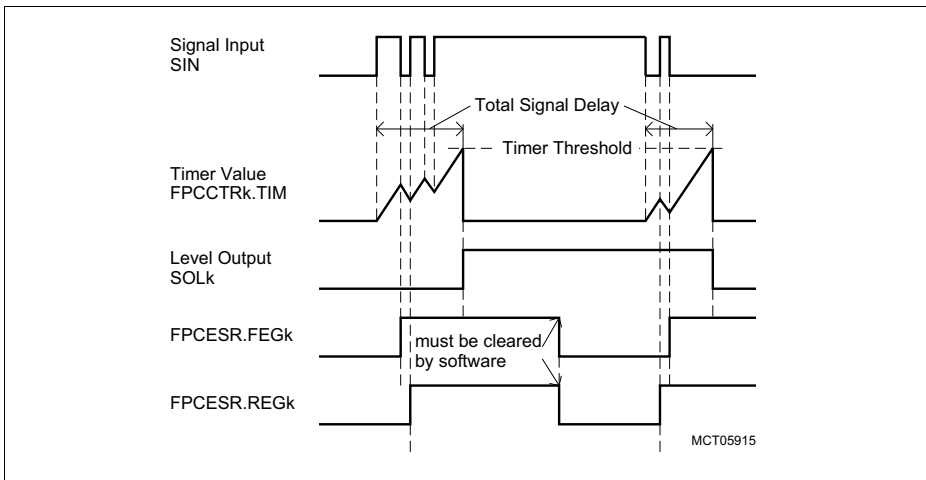 Signal Input
SIN
Total Signal Delay
Timer Threshold
Timer Value
FPCCTRk.TIM
Level Output
SOLk
FPCESR.FEGk
must be cleared
by software
FPCESR.REGk
MCT05915